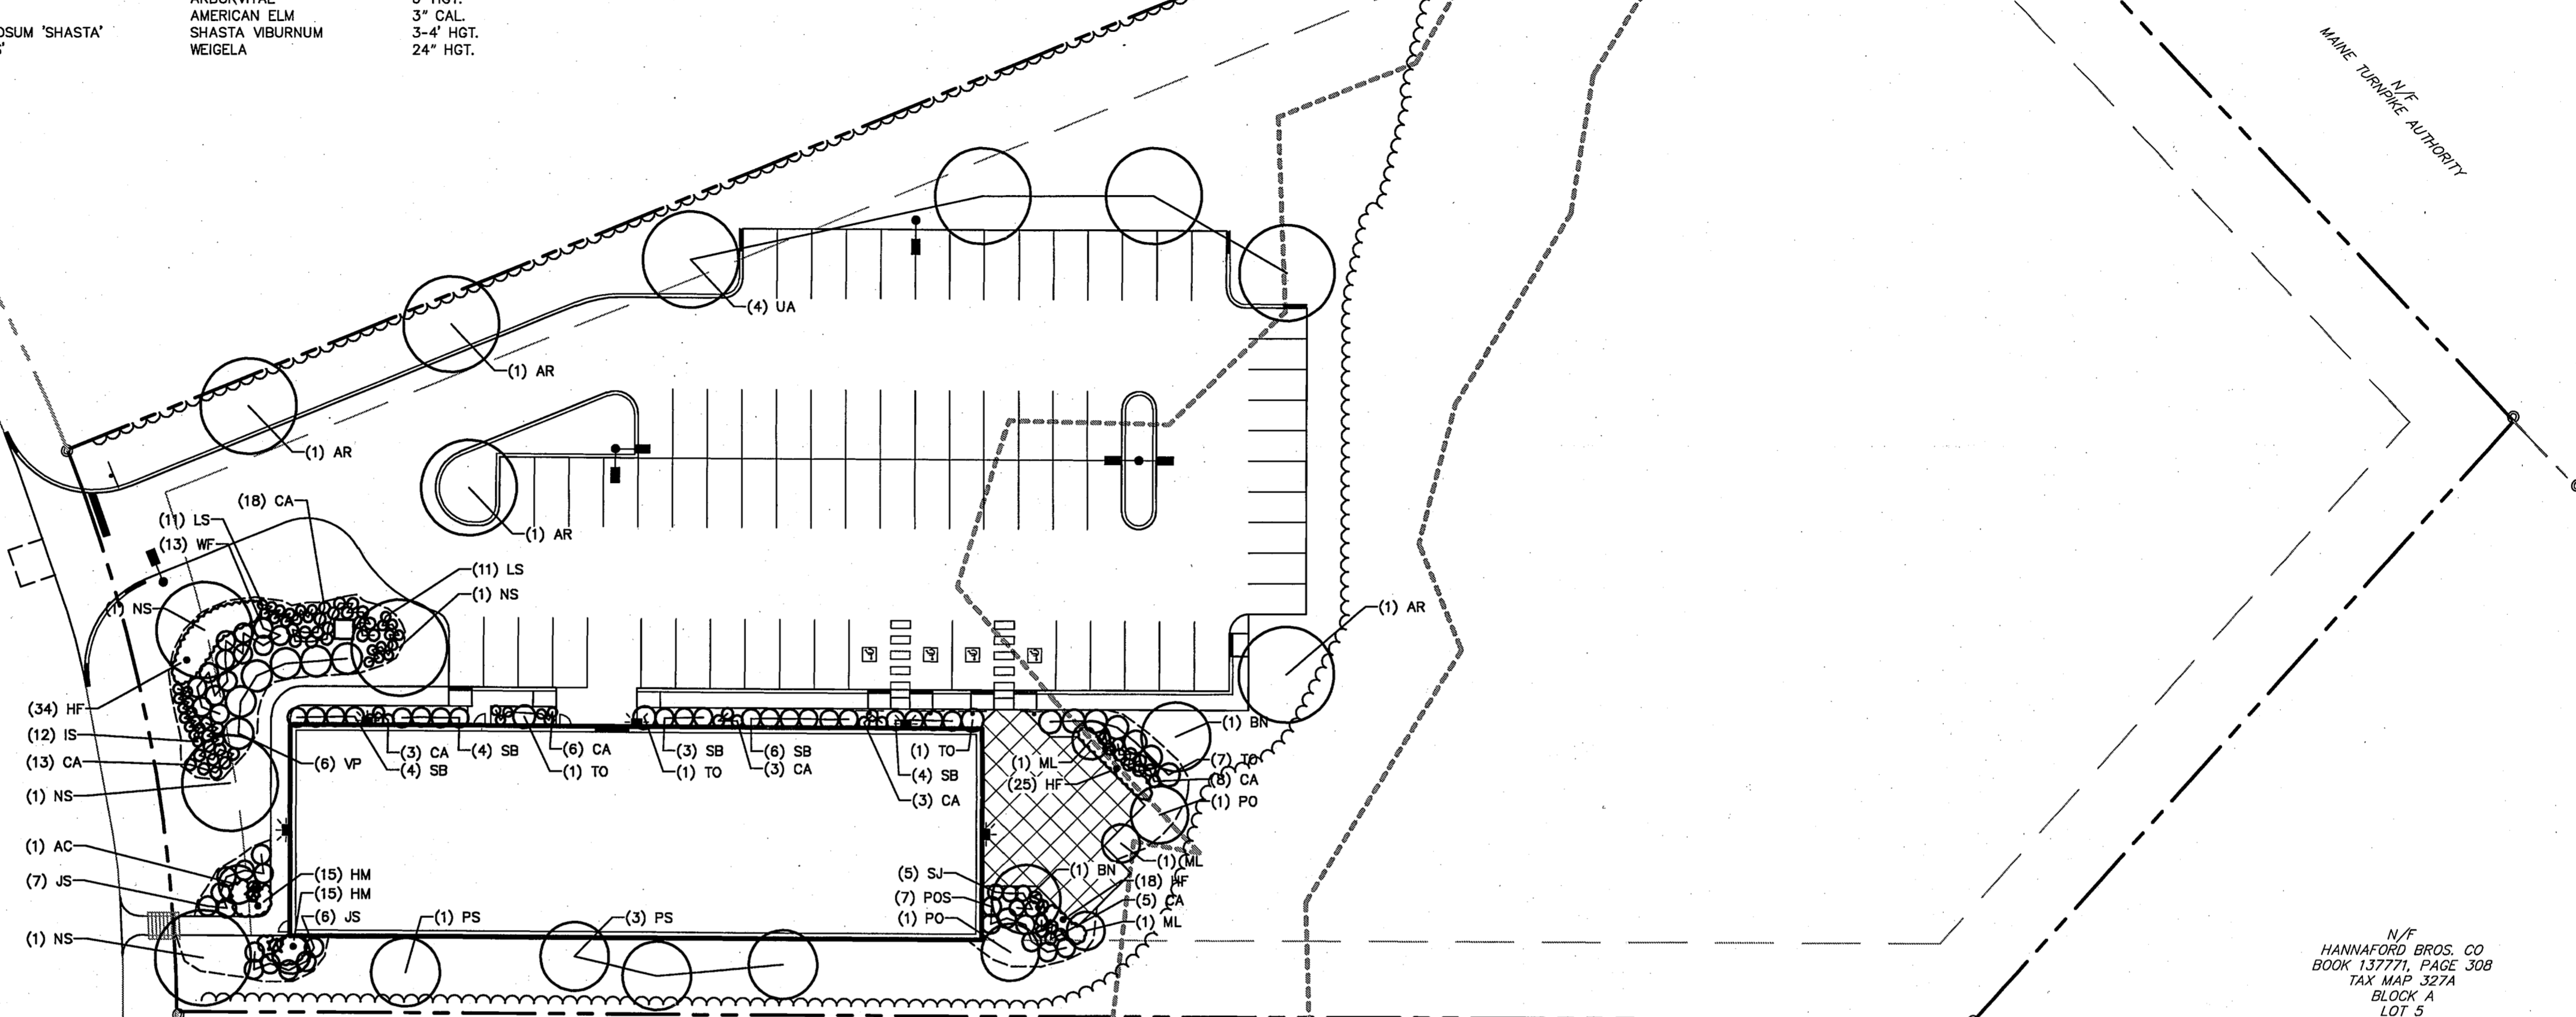 AMERICAN ELM 3" CAL.
OSUM 'SHASTA' SHASTA VIBURNUM 3-4' HGT.
WEIGELA 24" HGT.
N/F
MAINE TURNPIKE AUTHORITY
(4) UA
(1) AR
(1) AR
(1) AR
(18) CA
(11) LS
(13) WF
(11) LS
(1) NS
(1) NS
(1) AR
(34) HF
(12) IS
(13) CA
(1) NS
(6) VP
(3) CA
(4) SB
(4) SB
(6) CA
(1) TO
(3) SB
(1) TO
(6) SB
(3) CA
(1) TO
(4) SB
(3) CA
(1) BN
(1) ML
(25) HF
(7) TO
(8) CA
(1) PO
(1) AC
(7) JS
(15) HM
(15) HM
(6) JS
(1) NS
(1) PS
(3) PS
(1) ML
(5) SJ
(7) POS
(1) PO
(1) BN
(18) HF
(5) CA
(1) ML
N/F
HANNAFORD BROS. CO
BOOK 137771, PAGE 308
TAX MAP 327A
BLOCK A
LOT 5